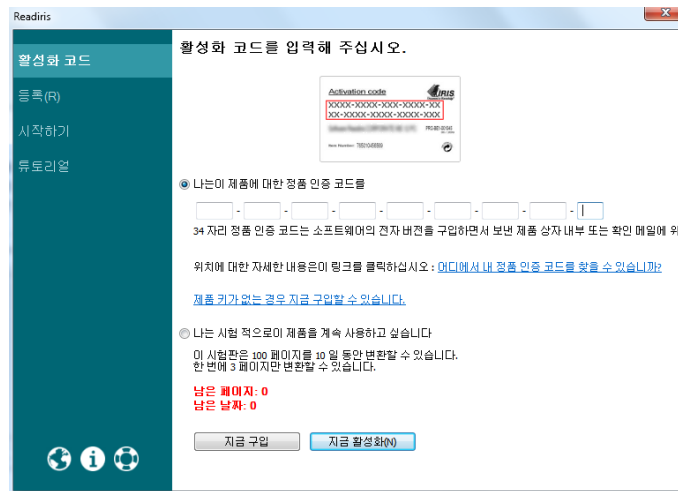 Readiris
활성화 코드
등록(R)
시작하기
튜토리얼
활성화 코드를 입력해 주십시오.
Activation code
IRIS
XXXX-XXXX-XXX-XXXX-XX
XX-XXXX-XXXX-XXXX-XXX
나는이 제품에 대한 정품 인증 코드를
- - - - - - - -
34 자리 정품 인증 코드는 소프트웨어의 전자 버전을 구입하면서 보낸 제품 상자 내부 또는 확인 메일에 위
위치에 대한 자세한 내용은이 링크를 클릭하십시오 : 어디에서 내 정품 인증 코드를 찾을 수 있습니까?
제품 키가 없는 경우 지금 구입할 수 있습니다.
나는 시험 적으로이 제품을 계속 사용하고 싶습니다
이 시험판은 100 페이지를 10 일 동안 변환할 수 있습니다.
한 번에 3 페이지만 변환할 수 있습니다.
남은 페이지: 0
남은 날짜: 0
지금 구입
지금 활성화(N)